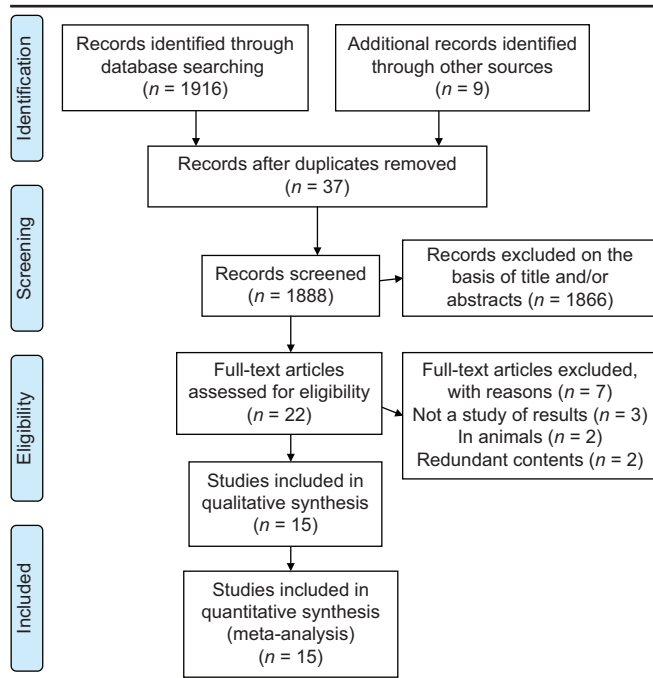 Identification
Records identified through
database searching
(n = 1916)
Additional records identified
through other sources
(n = 9)
Records after duplicates removed
(n = 37)
Screening
Records screened
(n = 1888)
Records excluded on the
basis of title and/or
abstracts (n = 1866)
Eligibility
Full-text articles
assessed for eligibility
(n = 22)
Full-text articles excluded,
with reasons (n = 7)
Not a study of results (n = 3)
In animals (n = 2)
Redundant contents (n = 2)
Studies included in
qualitative synthesis
(n = 15)
Included
Studies included in
quantitative synthesis
(meta-analysis)
(n = 15)